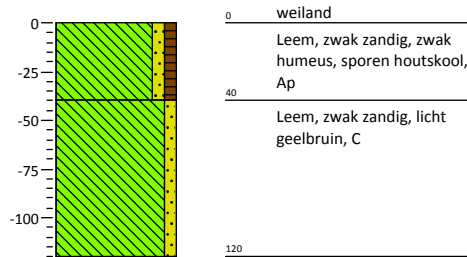 0
-25
-50
-75
-100
0
weiland
Leem, zwak zandig, zwak
humeus, sporen houtskool,
Ap
40
Leem, zwak zandig, licht
geelbruin, C
120